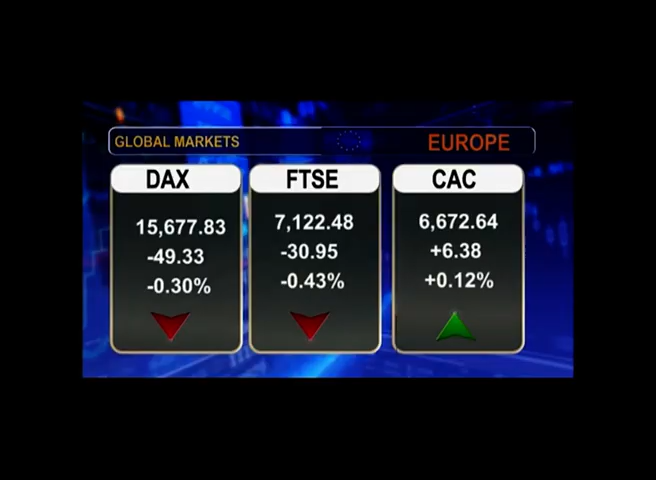 GLOBAL MARKETS
EUROPE
DAX
15,677.83
-49.33
-0.30%
FTSE
7,122.48
-30.95
-0.43%
CAC
6,672.64
+6.38
+0.12%